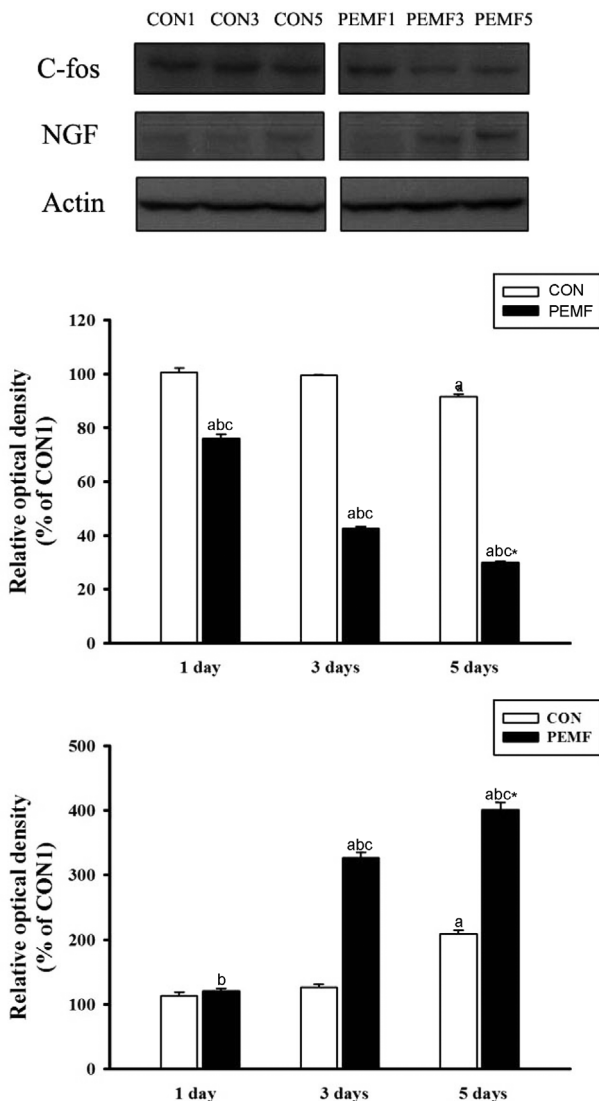 CON1 CON3 CON5 PEMF1 PEMF3 PEMF5
C-fos
NGF
Actin
CON
PEMF
Relative optical density
(% of CON1)
120
100
80
60
40
20
0
abc
abc
a
abc*
1 day 3 days 5 days
CON
PEMF
Relative optical density
(% of CON1)
500
400
300
200
100
0
b
abc
a
abc*
1 day 3 days 5 days